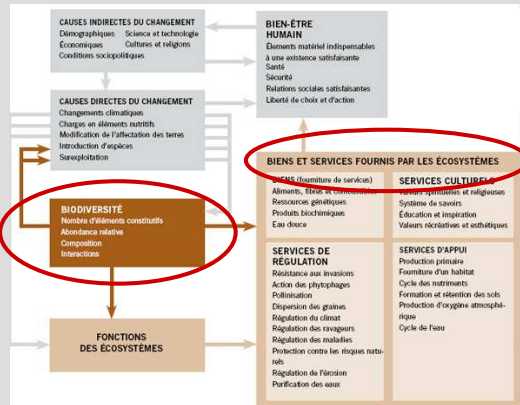 CAUSES INDIRECTES DU CHANGEMENT
Démographiques Science et technologie
Économiques Cultures et religions
Conditions sociopolitiques
BIEN-ÊTRE
HUMAIN
Élements matériel indispensables
à une existence satisfaisante
Santé
Sécurité
Relations sociales satisfaisantes
Liberté de choix et d'action
CAUSES DIRECTES DU CHANGEMENT
Changements climatiques
Charges en éléments nutritifs
Modification de l'affectation des terres
Introduction d'espèces
Surexploitation
BIENS ET SERVICES FOURNIS PAR LES ÉCOSYSTÈMES
BIENS (fourniture de services)
Aliments, fibres et combustibles
Ressources génétiques
Produits biochimiques
Eau douce
SERVICES CULTURELS
Valeurs spirituelles et religieuses
Système de savoirs
Éducation et inspiration
Valeurs récréatives et esthétiques
BIODIVERSITÉ
Nombre d'éléments constitutifs
Abondance relative
Composition
Interactions
SERVICES DE
RÉGULATION
Résistance aux invasions
Action des phytophages
Pollinisation
Dispersion des graines
Régulation du climat
Régulation des ravageurs
Régulation des maladies
Protection contre les risques natu-
rels
Régulation de l'érosion
Purification des eaux
SERVICES D'APPUI
Production primaire
Fourniture d'un habitat
Cycle des nutriments
Formation et rétention des sols
Production d'oxygène atmosphé-
rique
Cycle de l'eau
FONCTIONS
DES ÉCOSYSTÈMES